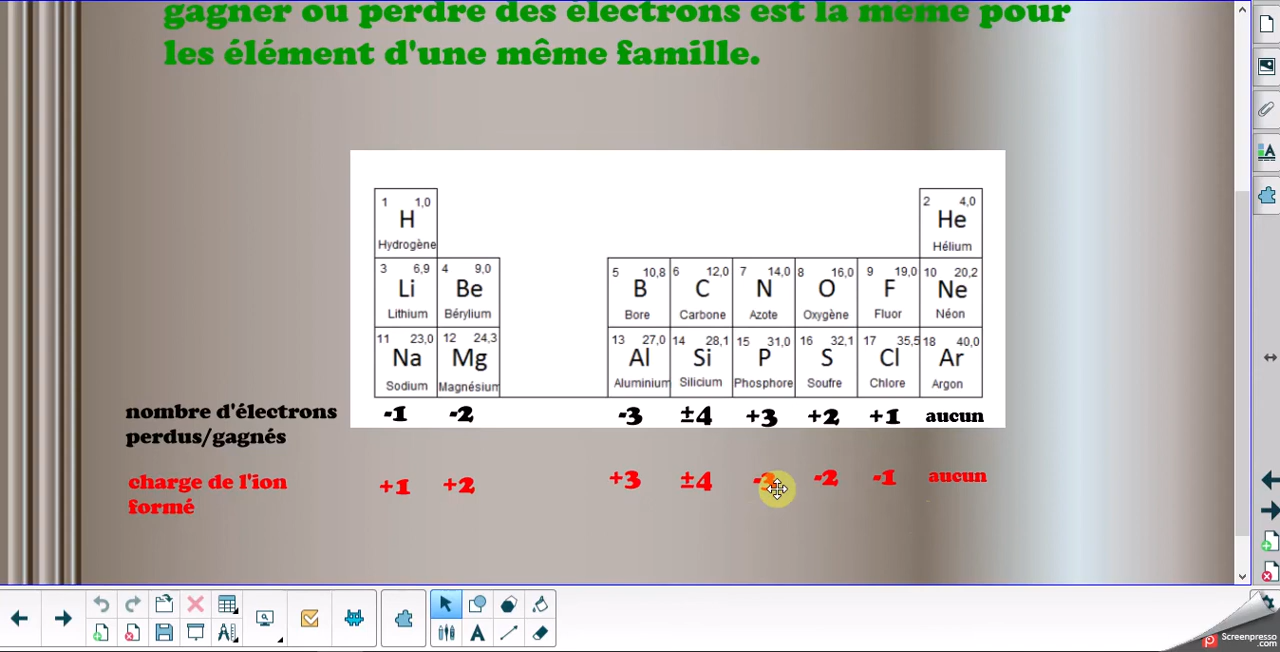 gagner ou perdre des électrons est la même pour
les élément d'une même famille.
1 1,0
H
Hydrogène
2 4,0
He
Hélium
3 6,9
Li
Lithium
4 9,0
Be
Bérylium
5 10,8
B
Bore
6 12,0
C
Carbone
7 14,0
N
Azote
8 16,0
O
Oxygène
9 19,0
F
Fluor
10 20,2
Ne
Néon
11 23,0
Na
Sodium
12 24,3
Mg
Magnésium
13 27,0
Al
Aluminium
14 28,1
Si
Silicium
15 31,0
P
Phosphore
16 32,1
S
Soufre
17 35,5
Cl
Chlore
18 40,0
Ar
Argon
nombre d'électrons
perdus/gagnés
-1 -2 -3 ±4 +3 +2 +1 aucun
charge de l'ion
formé
+1 +2 +3 ±4 -3 -2 -1 aucun
Screenpresso
.com